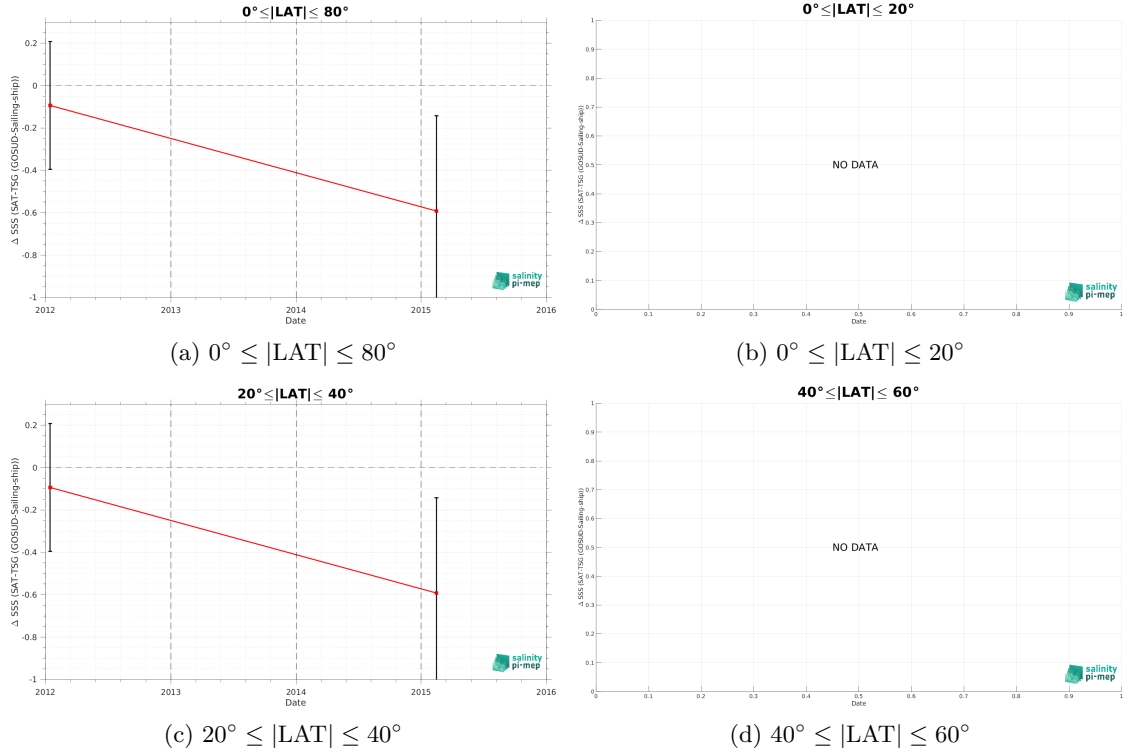 0°≤|LAT|≤ 80°
Δ SSS (SAT-TSG (GOSUD-Sailing-ship))
0.2
0
-0.2
-0.4
-0.6
-0.8
-1
2012 2013 2014 2015 2016
Date
salinity
pi-mep
(a) 0° ≤ |LAT| ≤ 80°
0°≤|LAT|≤ 20°
Δ SSS (SAT-TSG (GOSUD-Sailing-ship))
1
0.9
0.8
0.7
0.6
0.5
0.4
0.3
0.2
0.1
0
NO DATA
0 0.1 0.2 0.3 0.4 0.5 0.6 0.7 0.8 0.9 1
Date
salinity
pi-mep
(b) 0° ≤ |LAT| ≤ 20°
20°≤|LAT|≤ 40°
Δ SSS (SAT-TSG (GOSUD-Sailing-ship))
0.2
0
-0.2
-0.4
-0.6
-0.8
-1
2012 2013 2014 2015 2016
Date
salinity
pi-mep
(c) 20° ≤ |LAT| ≤ 40°
40°≤|LAT|≤ 60°
Δ SSS (SAT-TSG (GOSUD-Sailing-ship))
1
0.9
0.8
0.7
0.6
0.5
0.4
0.3
0.2
0.1
0
NO DATA
0 0.1 0.2 0.3 0.4 0.5 0.6 0.7 0.8 0.9 1
Date
salinity
pi-mep
(d) 40° ≤ |LAT| ≤ 60°